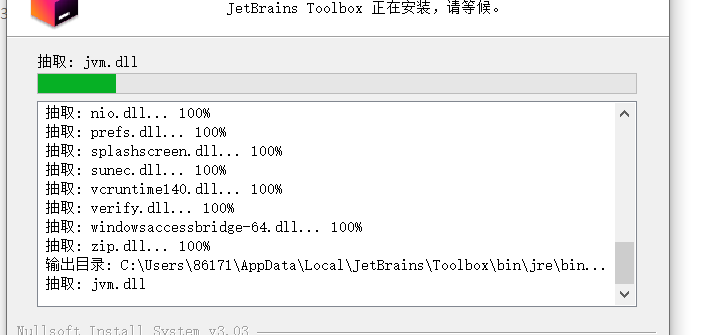 JetBrains Toolbox 正在安装，请等候。
抽取: jvm.dll
抽取: nio.dll... 100%
抽取: prefs.dll... 100%
抽取: splashscreen.dll... 100%
抽取: sunec.dll... 100%
抽取: vcruntime140.dll... 100%
抽取: verify.dll... 100%
抽取: windowsaccessbridge-64.dll... 100%
抽取: zip.dll... 100%
输出目录: C:\Users\86171\AppData\Local\JetBrains\Toolbox\bin\jre\bin...
抽取: jvm.dll
Nullsoft Install System v3.03